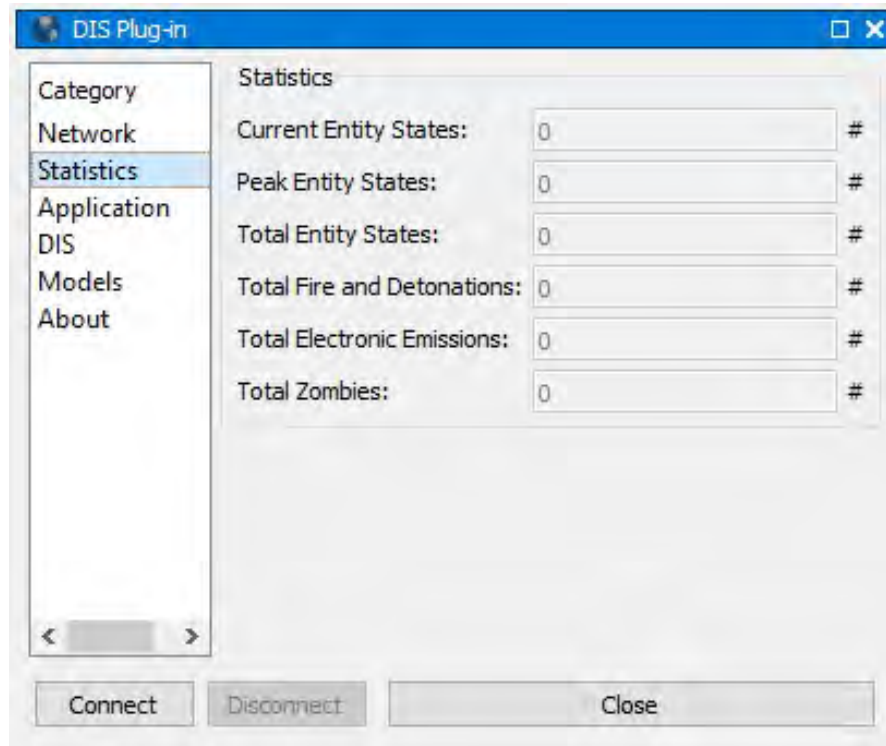 DIS Plug-in
Category
Network
Statistics
Application
DIS
Models
About
Statistics
Current Entity States: 0 #
Peak Entity States: 0 #
Total Entity States: 0 #
Total Fire and Detonations: 0 #
Total Electronic Emissions: 0 #
Total Zombies: 0 #
Connect Disconnect Close